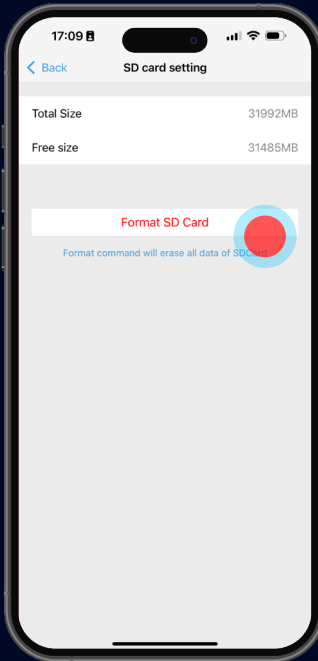 17:09
Back
SD card setting
Total Size 31992MB
Free size 31485MB
Format SD Card
Format command will erase all data of SDCard